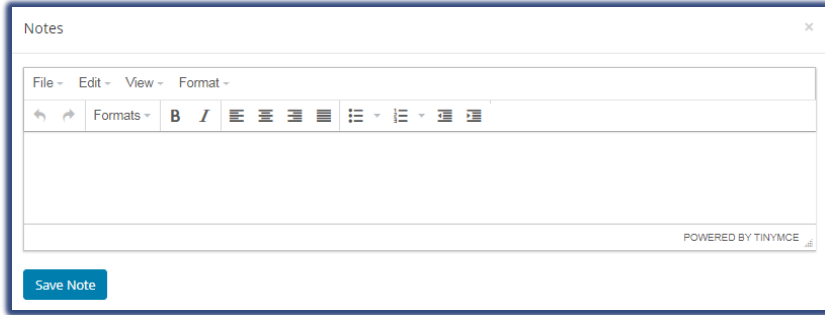 Notes ×
File Edit View Format
Formats B I
POWERED BY TINYMCE
Save Note